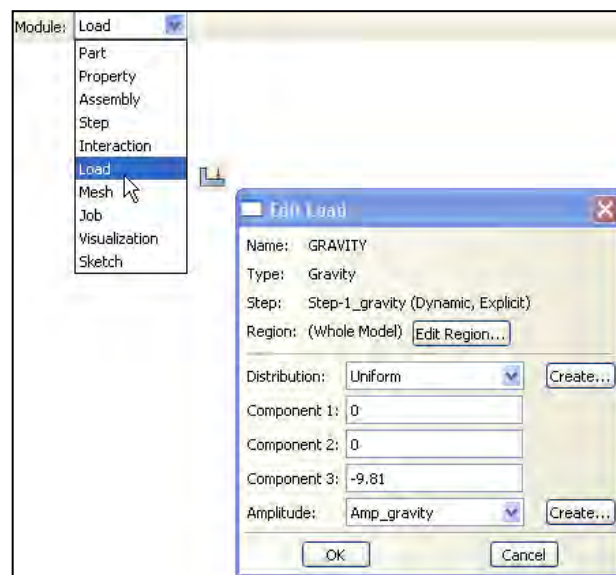 Module: Load
Part
Property
Assembly
Step
Interaction
Load
Mesh
Job
Visualization
Sketch
Edit Load
Name: GRAVITY
Type: Gravity
Step: Step-1_gravity (Dynamic, Explicit)
Region: (Whole Model) Edit Region...
Distribution: Uniform Create...
Component 1: 0
Component 2: 0
Component 3: -9.81
Amplitude: Amp_gravity Create...
OK Cancel